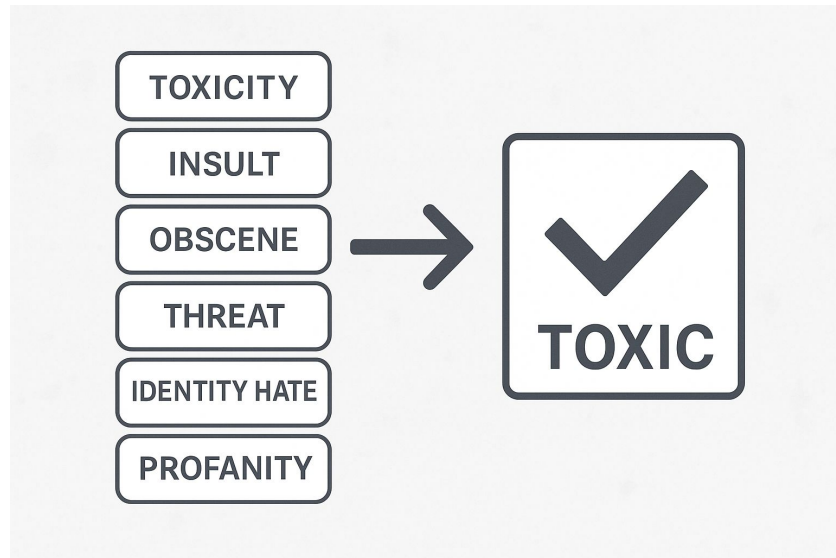 TOXICITY
INSULT
OBSCENE
THREAT
IDENTITY HATE
PROFANITY
TOXIC